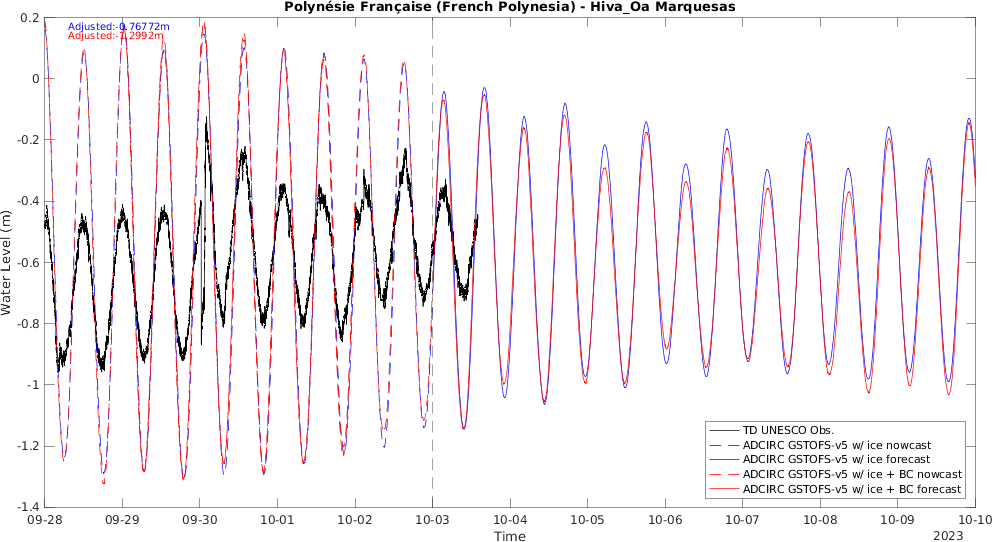 Polynésie Française (French Polynesia) - Hiva_Oa Marquesas
Adjusted:-0.76772m
Adjusted:-1.2992m
0.2
0
-0.2
-0.4
-0.6
-0.8
-1
-1.2
-1.4
Water Level (m)
TD UNESCO Obs.
ADCIRC GSTOFS-v5 w/ ice nowcast
ADCIRC GSTOFS-v5 w/ ice forecast
ADCIRC GSTOFS-v5 w/ ice + BC nowcast
ADCIRC GSTOFS-v5 w/ ice + BC forecast
09-28 09-29 09-30 10-01 10-02 10-03 10-04 10-05 10-06 10-07 10-08 10-09 10-10
Time
2023